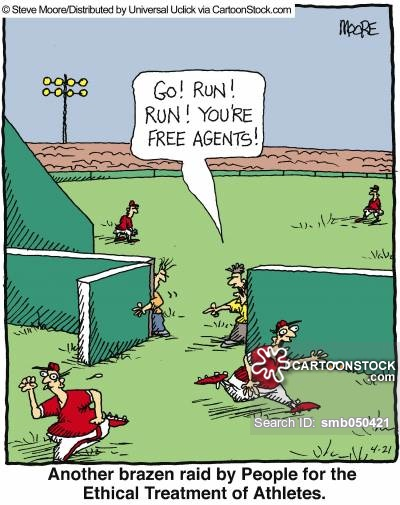 © Steve Moore/Distributed by Universal Uclick via CartoonStock.com
MOORE
GO! RUN!
RUN! YOU'RE
FREE AGENTS!
CARTOONSTOCK
.com
Search ID: smb050421
4-21
Another brazen raid by People for the
Ethical Treatment of Athletes.